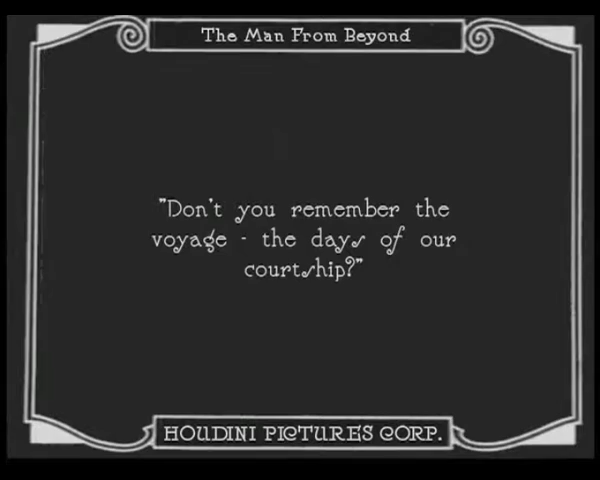 The Man From Beyond
"Don't you remember the
voyage - the days of our
courtship?"
HOUDINI PICTURES CORP.